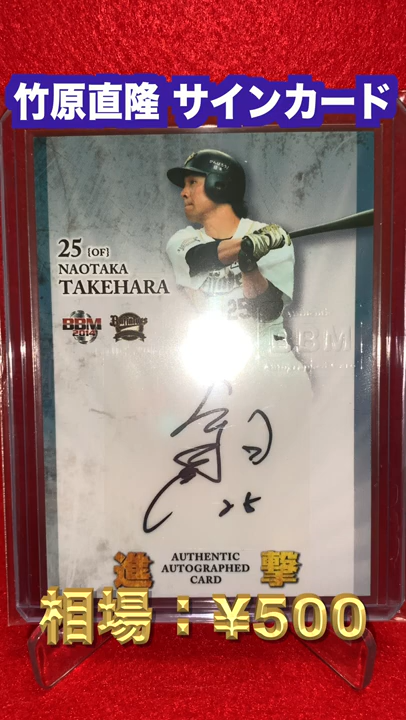 竹原直隆 サインカード
25 [OF]
NAOTAKA
TAKEHARA
BBM
2014
Buffaloes
25
BBM
25
進 撃
AUTHENTIC
AUTOGRAPHED
CARD
相場：¥500